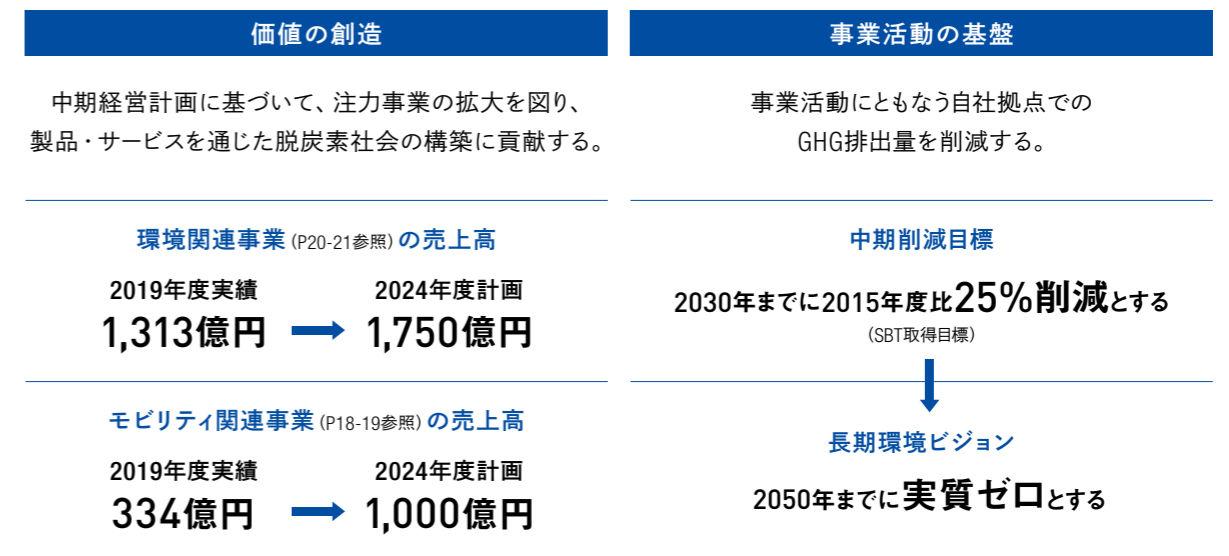 価値の創造
中期経営計画に基づいて、注力事業の拡大を図り、
製品・サービスを通じた脱炭素社会の構築に貢献する。
環境関連事業(P20-21参照)の売上高
2019年度実績 2024年度計画
1,313億円 1,750億円
モビリティ関連事業(P18-19参照)の売上高
2019年度実績 2024年度計画
334億円 1,000億円
事業活動の基盤
事業活動にともなう自社拠点での
GHG排出量を削減する。
中期削減目標
2030年までに2015年度比25%削減とする
(SBT取得目標)
長期環境ビジョン
2050年までに実質ゼロとする